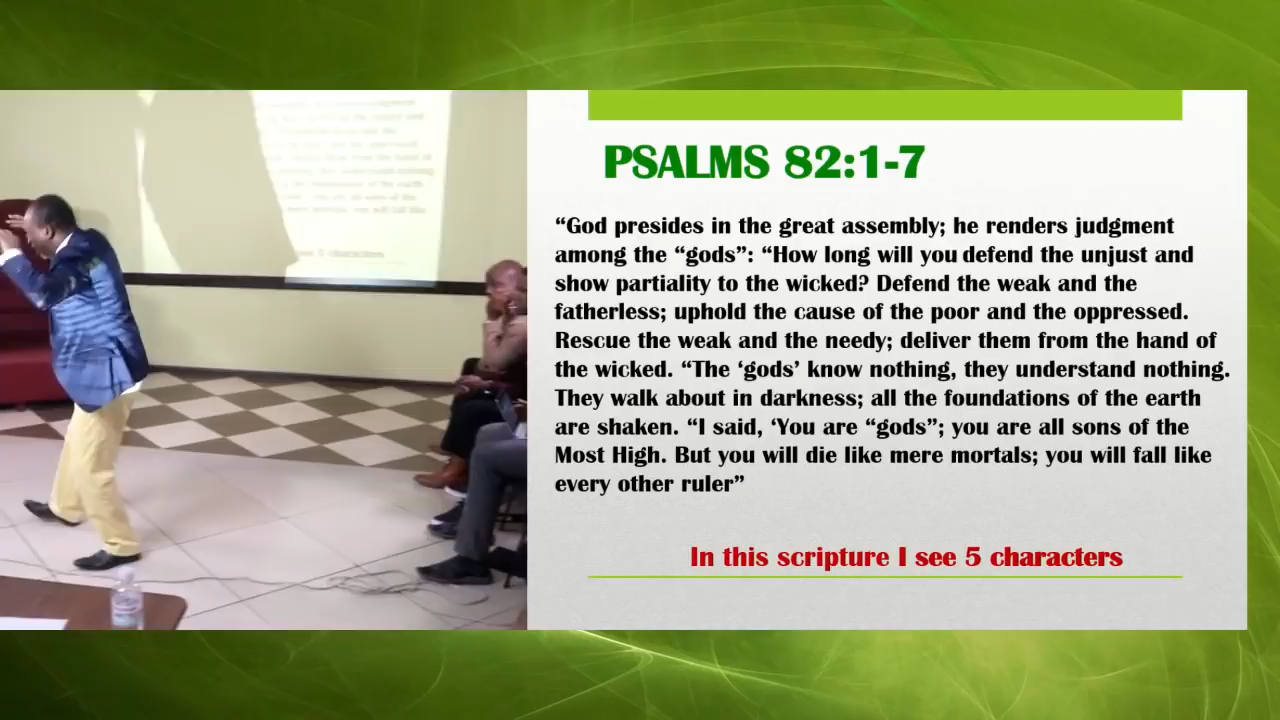 PSALMS 82:1-7
“God presides in the great assembly; he renders judgment
among the “gods”: “How long will you defend the unjust and
show partiality to the wicked? Defend the weak and the
fatherless; uphold the cause of the poor and the oppressed.
Rescue the weak and the needy; deliver them from the hand of
the wicked. “The ‘gods’ know nothing, they understand nothing.
They walk about in darkness; all the foundations of the earth
are shaken. “I said, ‘You are “gods”; you are all sons of the
Most High. But you will die like mere mortals; you will fall like
every other ruler”
In this scripture I see 5 characters